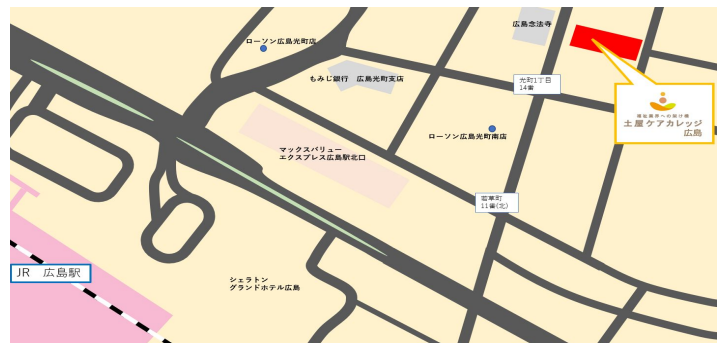 広島念法寺
ローソン広島光町店
もみじ銀行 広島光町支店
光町1丁目
14番
福祉業界への架け橋
土屋ケアカレッジ
広島
ローソン広島光町南店
マックスバリュー
エクスプレス広島駅北口
若草町
11番(北)
JR 広島駅
シェラトン
グランドホテル広島